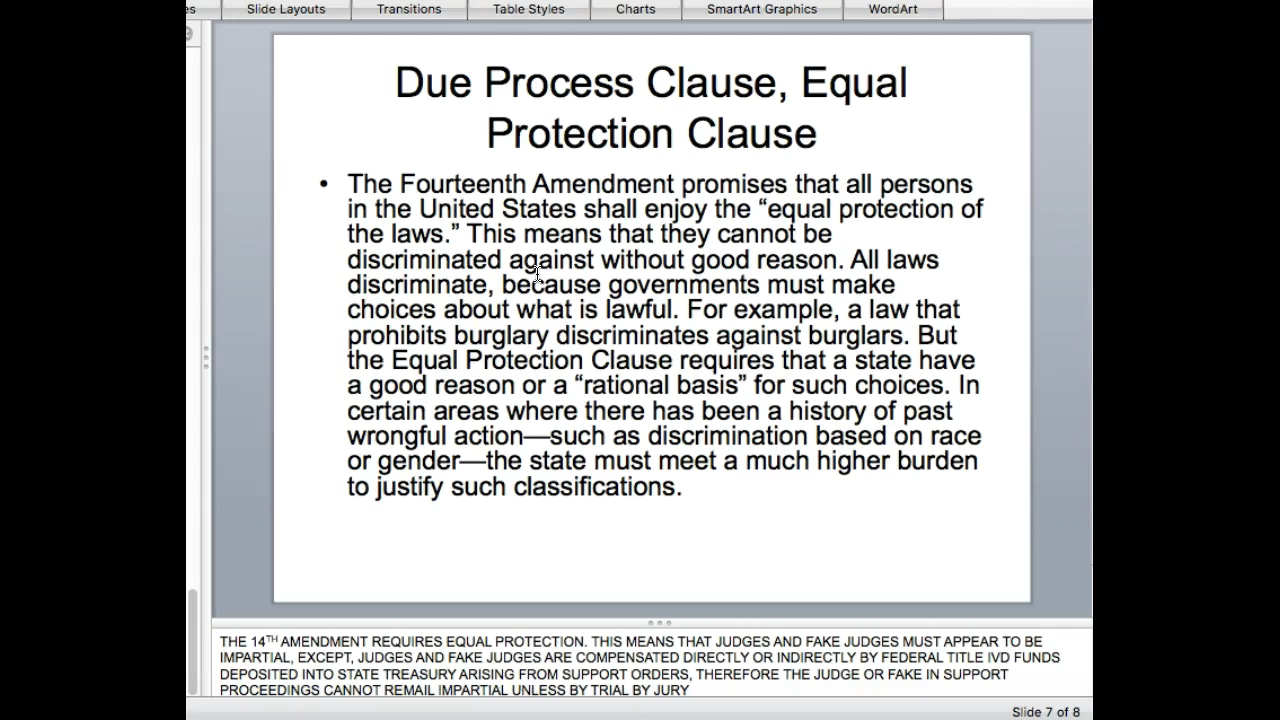 es Slide Layouts Transitions Table Styles Charts SmartArt Graphics WordArt
Due Process Clause, Equal
Protection Clause
• The Fourteenth Amendment promises that all persons
in the United States shall enjoy the “equal protection of
the laws.” This means that they cannot be
discriminated against without good reason. All laws
discriminate, because governments must make
choices about what is lawful. For example, a law that
prohibits burglary discriminates against burglars. But
the Equal Protection Clause requires that a state have
a good reason or a “rational basis” for such choices. In
certain areas where there has been a history of past
wrongful action—such as discrimination based on race
or gender—the state must meet a much higher burden
to justify such classifications.
THE 14TH AMENDMENT REQUIRES EQUAL PROTECTION. THIS MEANS THAT JUDGES AND FAKE JUDGES MUST APPEAR TO BE
IMPARTIAL, EXCEPT, JUDGES AND FAKE JUDGES ARE COMPENSATED DIRECTLY OR INDIRECTLY BY FEDERAL TITLE IVD FUNDS
DEPOSITED INTO STATE TREASURY ARISING FROM SUPPORT ORDERS, THEREFORE THE JUDGE OR FAKE IN SUPPORT
PROCEEDINGS CANNOT REMAIL IMPARTIAL UNLESS BY TRIAL BY JURY
Slide 7 of 8